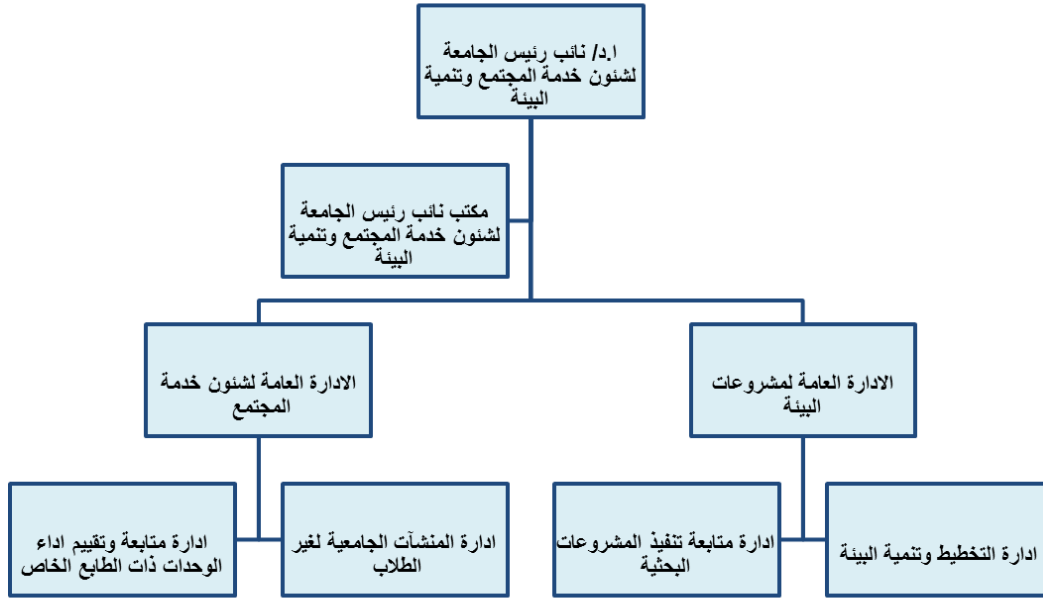 ا.د/ نائب رئيس الجامعة
لشئون خدمة المجتمع وتنمية
البيئة
مكتب نائب رئيس الجامعة
لشئون خدمة المجتمع وتنمية
البيئة
الادارة العامة لمشروعات
البيئة
الادارة العامة لشئون خدمة
المجتمع
ادارة التخطيط وتنمية البيئة
ادارة متابعة تنفيذ المشروعات
البحثية
ادارة المنشآت الجامعية لغير
الطلاب
ادارة متابعة وتقييم اداء
الوحدات ذات الطابع الخاص